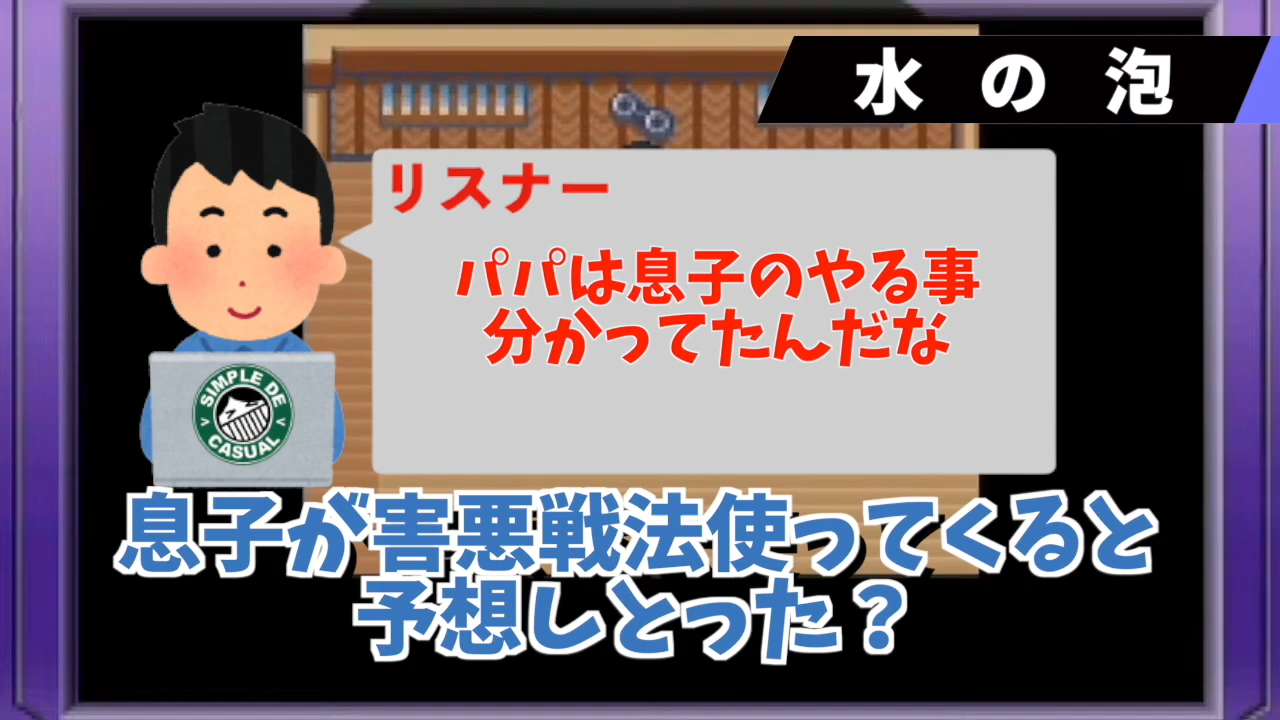 水の泡
リスナー
パパは息子のやる事
分かってたんだな
SIMPLE DE
CASUAL
息子が害悪戦法使ってくると
予想しとった？